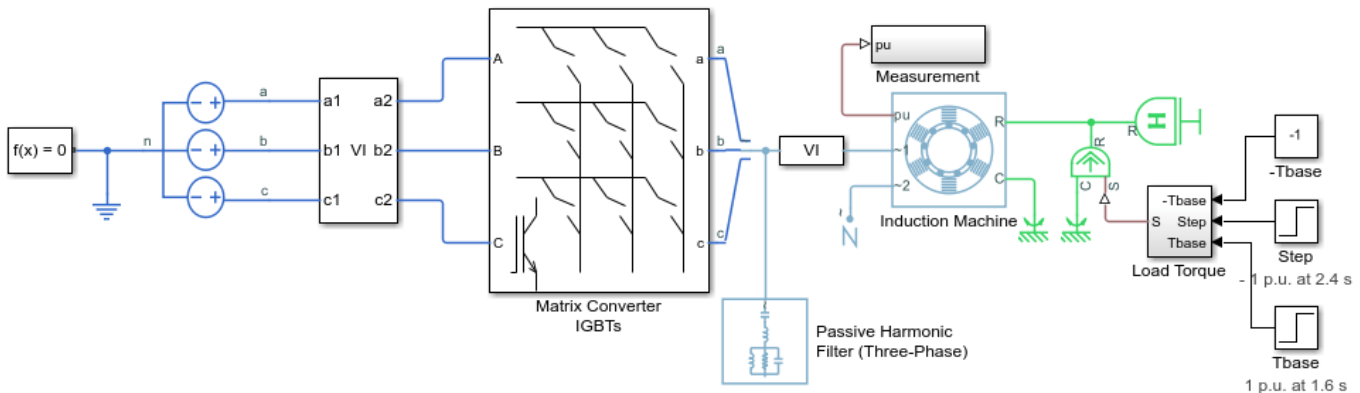 f(x) = 0
n
a
b
c
a1
b1
c1
VI
a2
b2
c2
A
B
C
a
b
c
a
b
c
Matrix Converter
IGBTs
VI
Passive Harmonic
Filter (Three-Phase)
pu
Measurement
pu
~1
~2
R
C
Induction Machine
~
N
R
C
S
R
H
-Tbase
Step
Tbase
S
Load Torque
-1
-Tbase
Step
- 1 p.u. at 2.4 s
Tbase
1 p.u. at 1.6 s